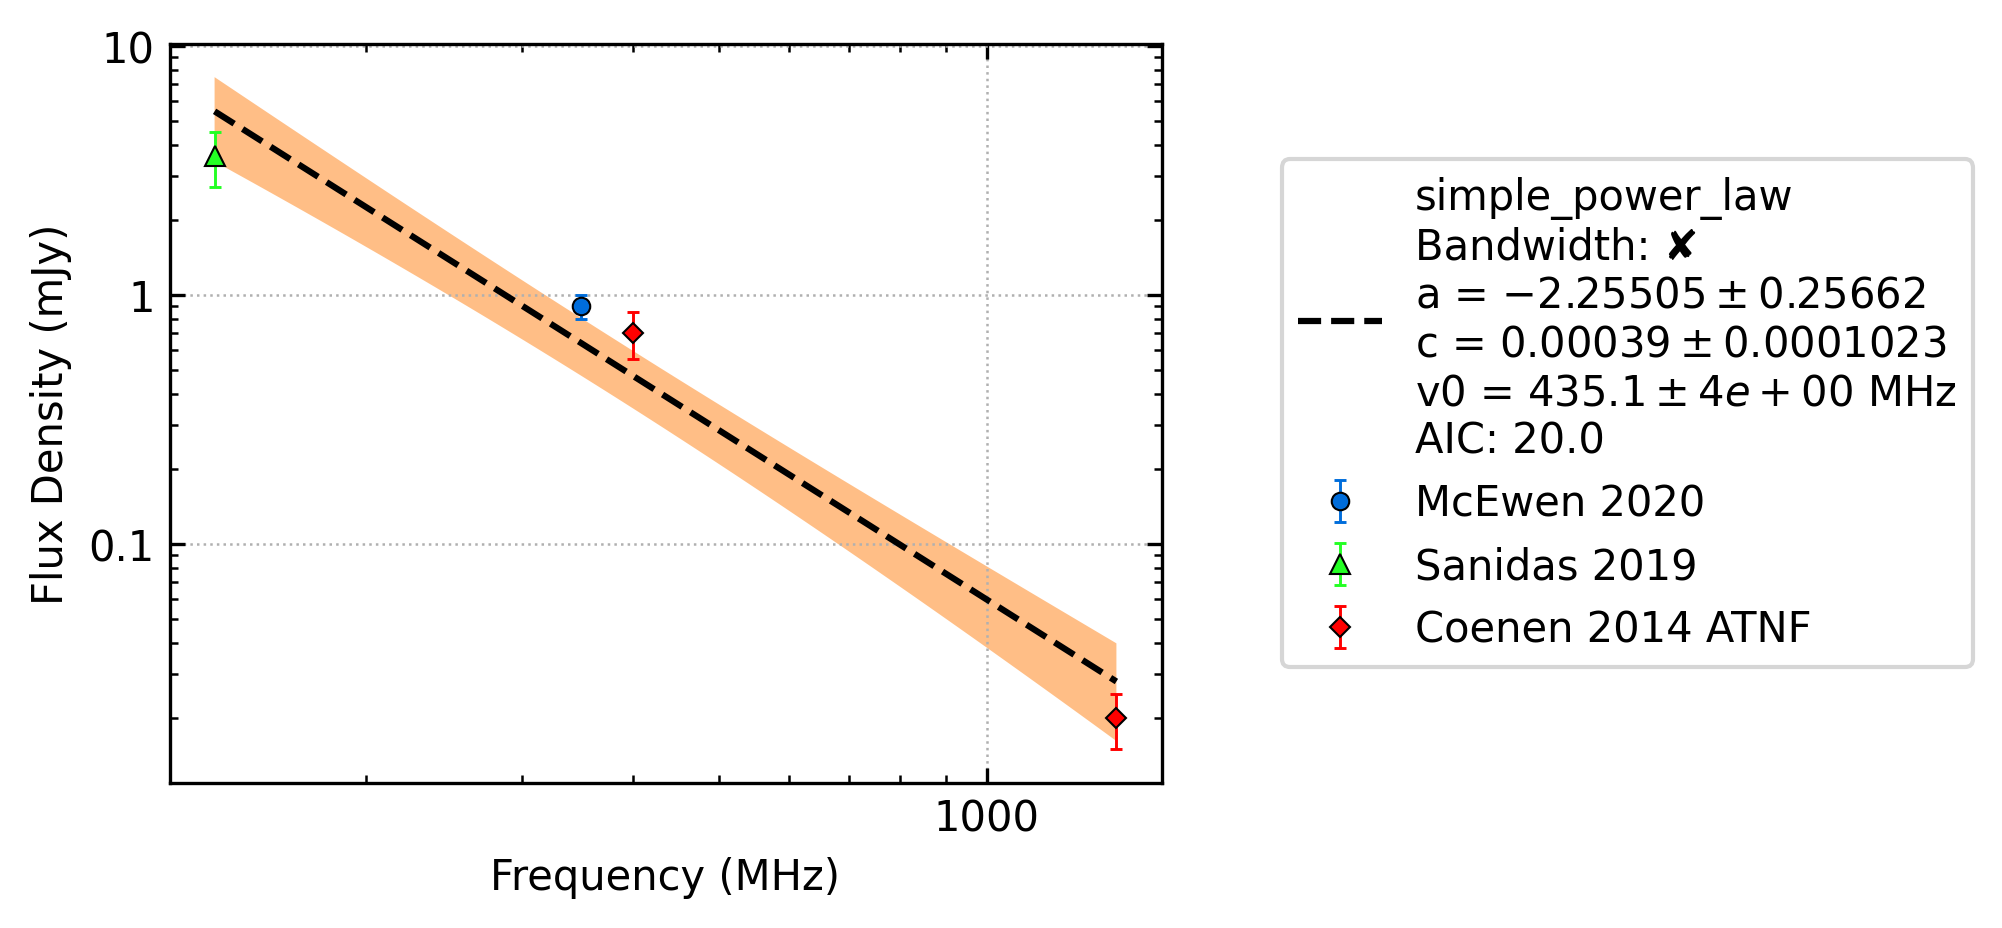 10
1
0.1
Flux Density (mJy)
1000
Frequency (MHz)
simple_power_law
Bandwidth: ✘
a = −2.25505 ± 0.25662
c = 0.00039 ± 0.0001023
v0 = 435.1 ± 4e + 00 MHz
AIC: 20.0
McEwen 2020
Sanidas 2019
Coenen 2014 ATNF